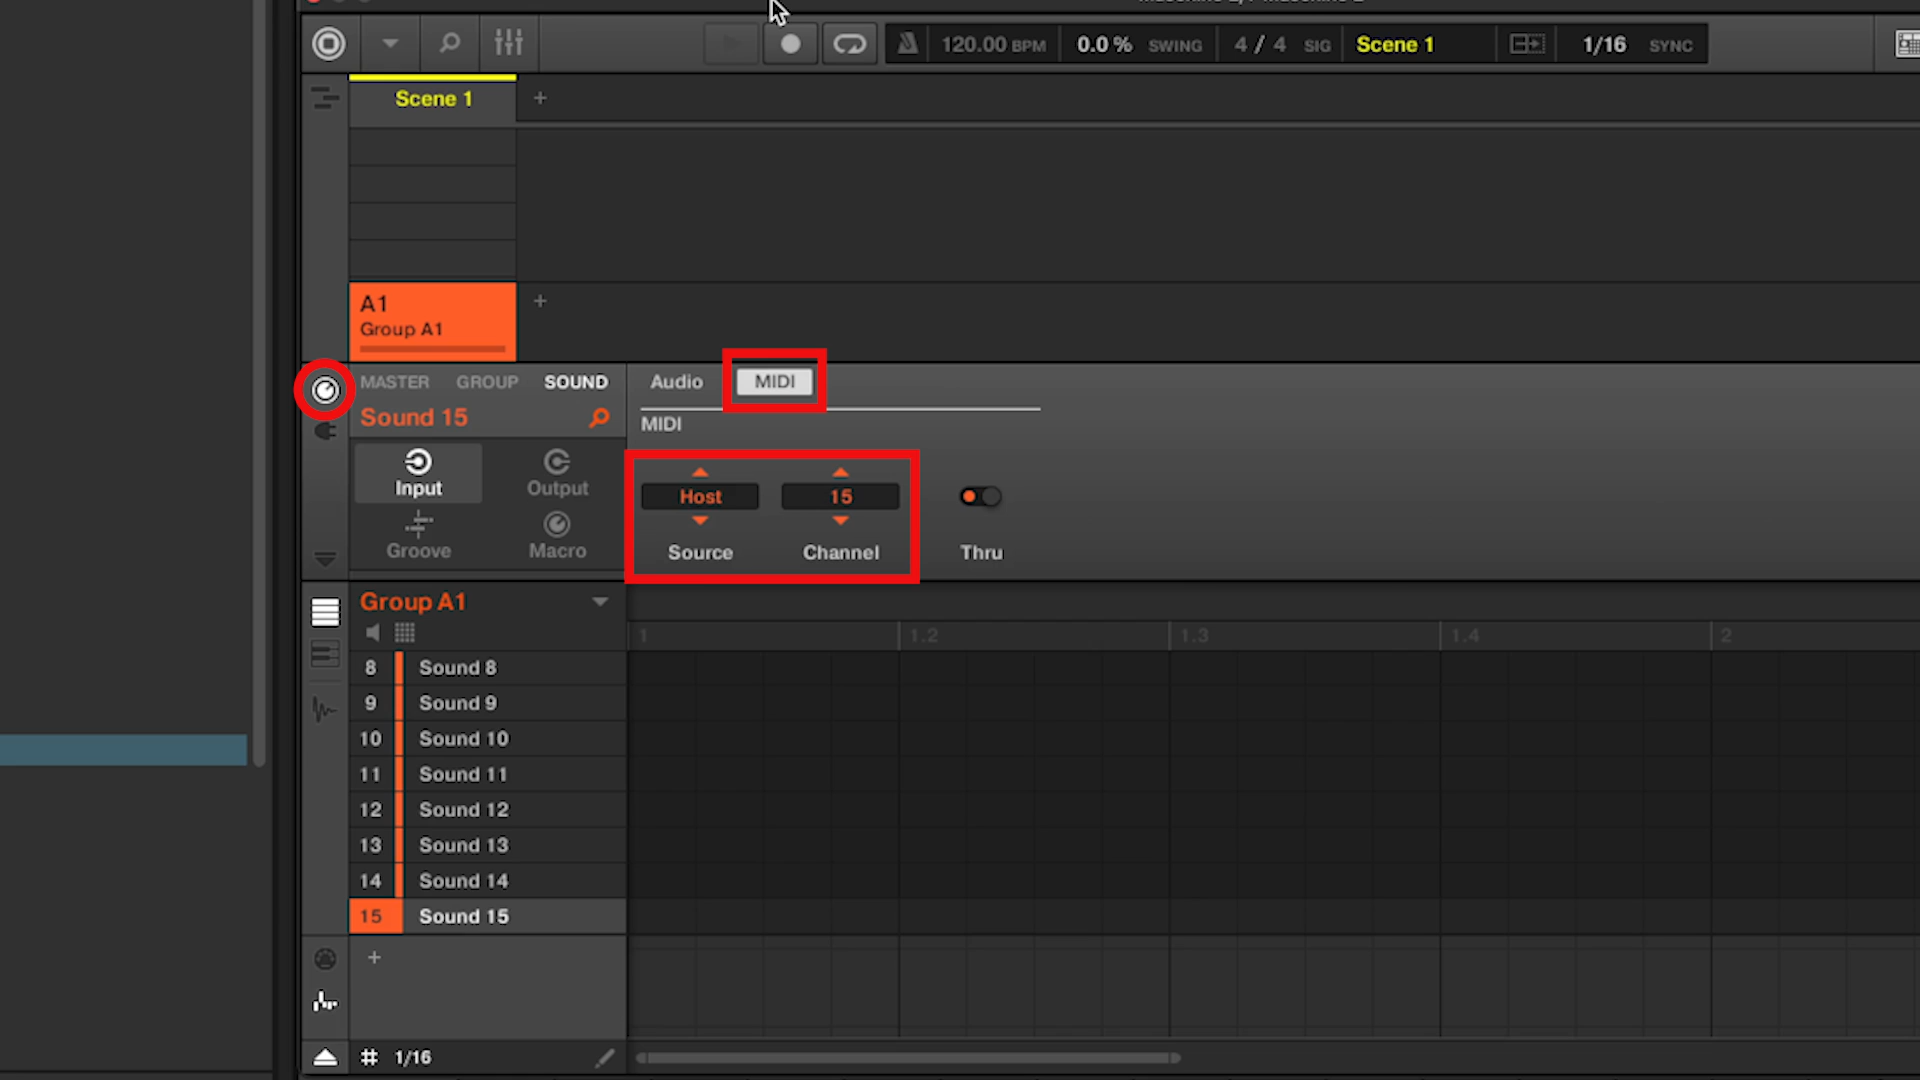 120.00 BPM 0.0 % SWING 4 / 4 SIG Scene 1 1/16 SYNC
Scene 1 +
A1 +
Group A1
MASTER GROUP SOUND Audio MIDI
Sound 15 MIDI
Input Output Host 15
Groove Macro Source Channel Thru
Group A1
1 1.2 1.3 1.4 2
8 Sound 8
9 Sound 9
10 Sound 10
11 Sound 11
12 Sound 12
13 Sound 13
14 Sound 14
15 Sound 15
+
# 1/16